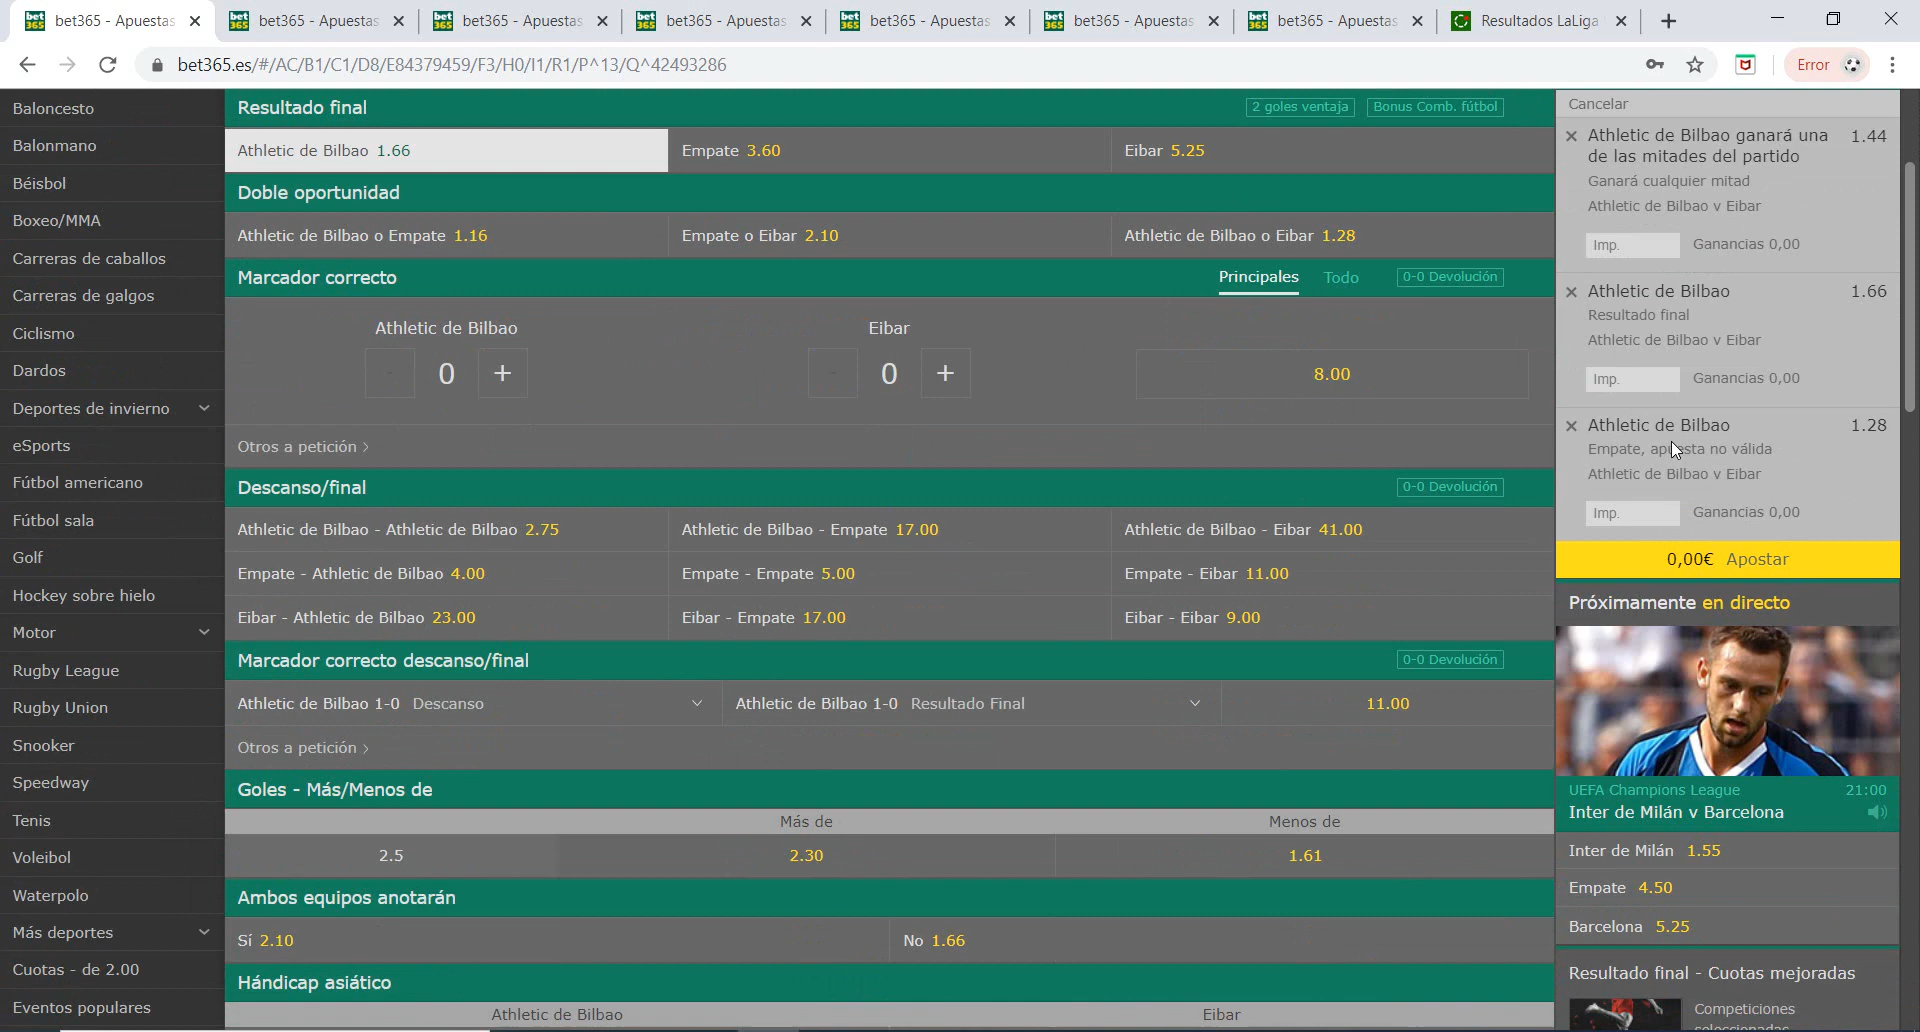 bet365 - Apuestas
bet365 - Apuestas
bet365 - Apuestas
bet365 - Apuestas
bet365 - Apuestas
bet365 - Apuestas
bet365 - Apuestas
Resultados LaLiga
bet365.es/#/AC/B1/C1/D8/E84379459/F3/H0/I1/R1/P^13/Q^42493286
Error
Baloncesto
Balonmano
Béisbol
Boxeo/MMA
Carreras de caballos
Carreras de galgos
Ciclismo
Dardos
Deportes de invierno
eSports
Fútbol americano
Fútbol sala
Golf
Hockey sobre hielo
Motor
Rugby League
Rugby Union
Snooker
Speedway
Tenis
Voleibol
Waterpolo
Más deportes
Cuotas - de 2.00
Eventos populares
Resultado final
2 goles ventaja
Bonus Comb. fútbol
Athletic de Bilbao 1.66
Empate 3.60
Eibar 5.25
Doble oportunidad
Athletic de Bilbao o Empate 1.16
Empate o Eibar 2.10
Athletic de Bilbao o Eibar 1.28
Marcador correcto
Principales
Todo
0-0 Devolución
Athletic de Bilbao
Eibar
- 0 +
- 0 +
8.00
Otros a petición >
Descanso/final
0-0 Devolución
Athletic de Bilbao - Athletic de Bilbao 2.75
Athletic de Bilbao - Empate 17.00
Athletic de Bilbao - Eibar 41.00
Empate - Athletic de Bilbao 4.00
Empate - Empate 5.00
Empate - Eibar 11.00
Eibar - Athletic de Bilbao 23.00
Eibar - Empate 17.00
Eibar - Eibar 9.00
Marcador correcto descanso/final
0-0 Devolución
Athletic de Bilbao 1-0 Descanso
Athletic de Bilbao 1-0 Resultado Final
11.00
Otros a petición >
Goles - Más/Menos de
Más de
Menos de
2.5
2.30
1.61
Ambos equipos anotarán
Sí 2.10
No 1.66
Hándicap asiático
Athletic de Bilbao
Eibar
Cancelar
Athletic de Bilbao ganará una 1.44
de las mitades del partido
Ganará cualquier mitad
Athletic de Bilbao v Eibar
Imp. Ganancias 0,00
Athletic de Bilbao 1.66
Resultado final
Athletic de Bilbao v Eibar
Imp. Ganancias 0,00
Athletic de Bilbao 1.28
Empate, apuesta no válida
Athletic de Bilbao v Eibar
Imp. Ganancias 0,00
0,00€ Apostar
Próximamente en directo
UEFA Champions League 21:00
Inter de Milán v Barcelona
Inter de Milán 1.55
Empate 4.50
Barcelona 5.25
Resultado final - Cuotas mejoradas
Competiciones
seleccionadas